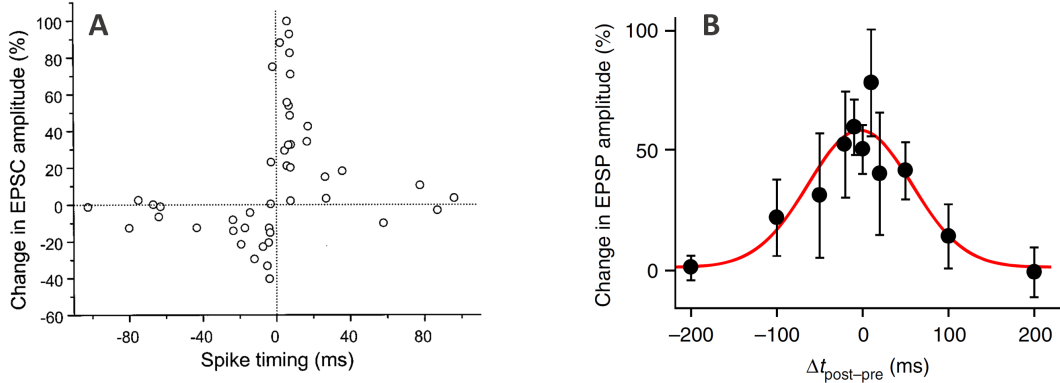 A
Change in EPSC amplitude (%)
100
80
60
40
20
0
-20
-40
-60
-80 -40 0 40 80
Spike timing (ms)
B
Change in EPSP amplitude (%)
100
50
0
−200 −100 0 100 200
Δtpost–pre (ms)